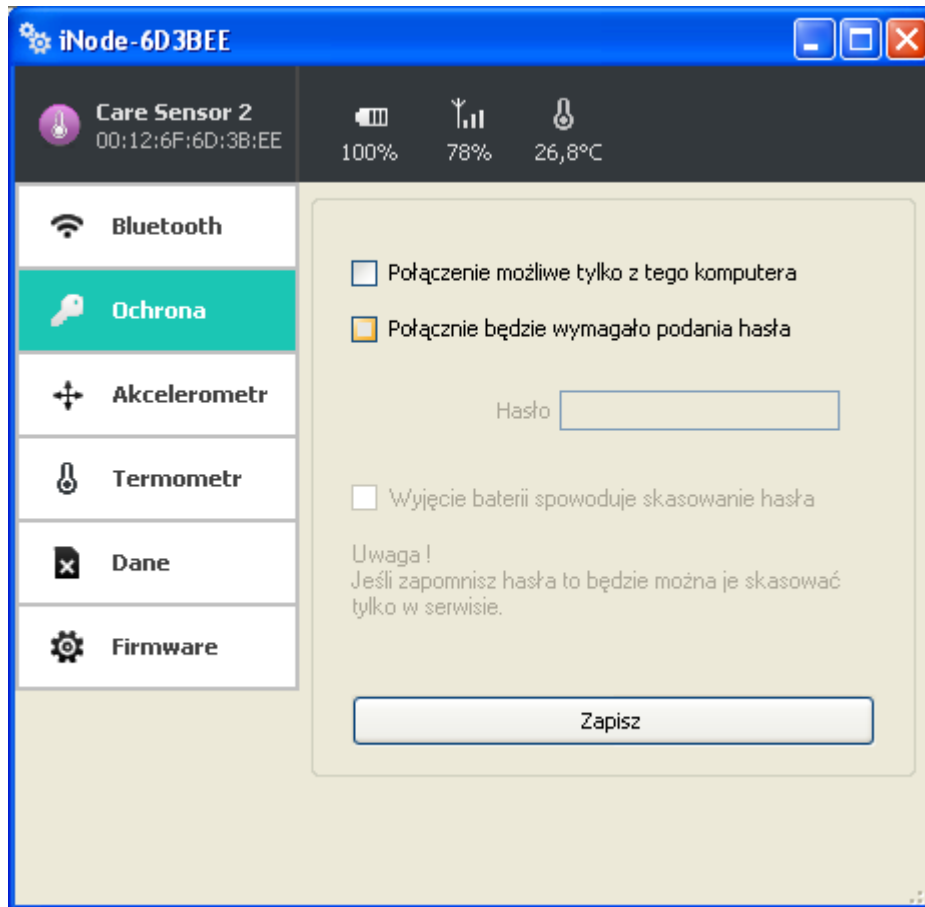 iNode-6D3BEE
Care Sensor 2
00:12:6F:6D:3B:EE
100%
78%
26,8°C
Bluetooth
Ochrona
Akcelerometr
Termometr
Dane
Firmware
Połączenie możliwe tylko z tego komputera
Połącznie będzie wymagało podania hasła
Hasło
Wyjęcie baterii spowoduje skasowanie hasła
Uwaga !
Jeśli zapomnisz hasła to będzie można je skasować
tylko w serwisie.
Zapisz